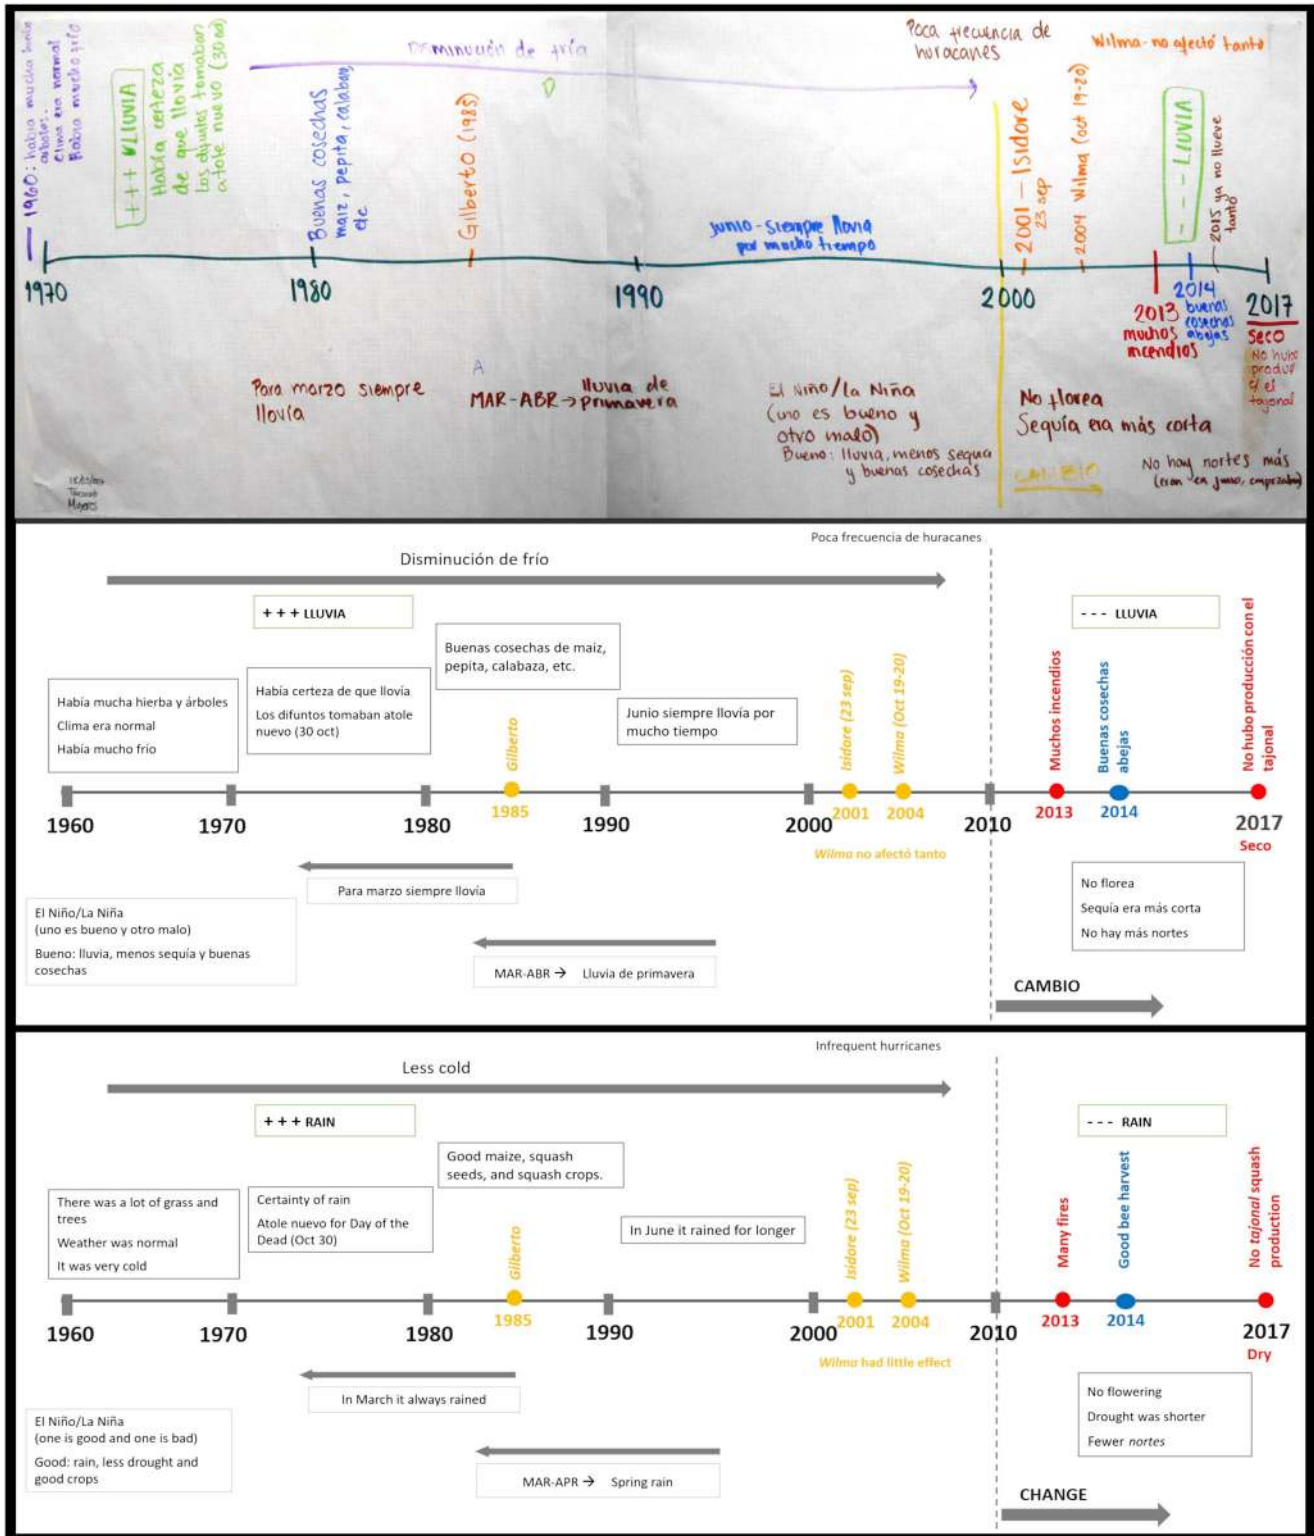 1960: había mucha hierba
árboles.
Clima era normal
Había mucho frío
+++ LLUVIA
Había certeza
de que llovía
Los difuntos tomaban
atole nuevo (30 oct)
Disminución de fría
Buenas cosechas
maiz, pepita, calabaza,
etc
Gilberto (1985)
Junio-siempre llovía
por mucho tiempo
Poca frecuencia de
huracanes
Wilma-no afectó tanto
2001 - Isidore
23 sep
2004 Wilma (oct 19-20)
--- LLUVIA
2015 ya no llueve
tanto
1970
1980
1990
2000
2013
muchos
incendios
2014
buenas
cosechas
abejas
2017
Seco
No hubo
produc
c/ el
tajonal
Para marzo siempre
llovía
A
MAR-ABR → lluvia de
primavera
El Niño/la Niña
(uno es bueno y
otro malo)
Bueno: lluvia, menos sequía
y buenas cosechas
CAMBIO
No florea
Sequía era más corta
No hay nortes más
Mujeres
Poca frecuencia de huracanes
Disminución de frío
+ + + LLUVIA
--- LLUVIA
Había mucha hierba y árboles
Clima era normal
Había mucho frío
Había certeza de que llovía
Los difuntos tomaban atole
nuevo (30 oct)
Buenas cosechas de maiz,
pepita, calabaza, etc.
Gilberto
Junio siempre llovía por
mucho tiempo
Isidore (23 sep)
Wilma (Oct 19-20)
Muchos incendios
Buenas cosechas
abejas
No hubo producción con el
tajonal
1960
1970
1980
1985
1990
2000
2001
2004
2010
2013
2014
2017
Seco
Wilma no afectó tanto
Para marzo siempre llovía
El Niño/La Niña
(uno es bueno y otro malo)
Bueno: lluvia, menos sequía y buenas
cosechas
MAR-ABR → Lluvia de primavera
No florea
Sequía era más corta
No hay más nortes
CAMBIO
Infrequent hurricanes
Less cold
+ + + RAIN
--- RAIN
There was a lot of grass and
trees
Weather was normal
It was very cold
Certainty of rain
Atole nuevo for Day of the
Dead (Oct 30)
Good maize, squash
seeds, and squash crops.
Gilberto
In June it rained for longer
Isidore (23 sep)
Wilma (Oct 19-20)
Many fires
Good bee harvest
No tajonal squash
production
1960
1970
1980
1985
1990
2000
2001
2004
2010
2013
2014
2017
Dry
Wilma had little effect
In March it always rained
El Niño/La Niña
(one is good and one is bad)
Good: rain, less drought and
good crops
MAR-APR → Spring rain
No flowering
Drought was shorter
Fewer nortes
CHANGE